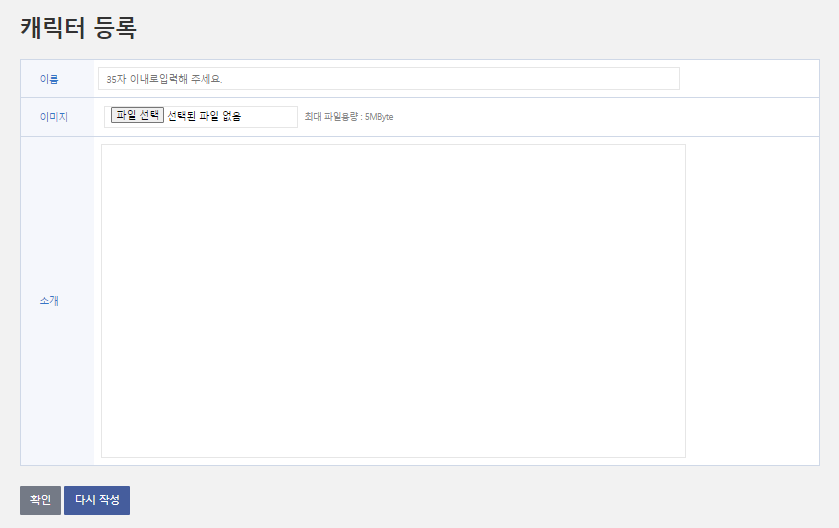 캐릭터 등록
이름
35자 이내로입력해 주세요.
이미지
파일 선택 선택된 파일 없음
최대 파일용량 : 5MByte
소개
확인
다시 작성